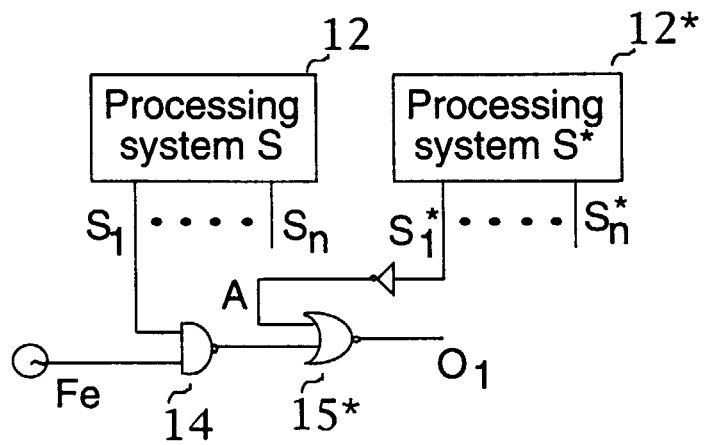 12
12*
Processing
system S
Processing
system S*
S1
Sn
S1*
Sn*
A
Fe
14
15*
O1